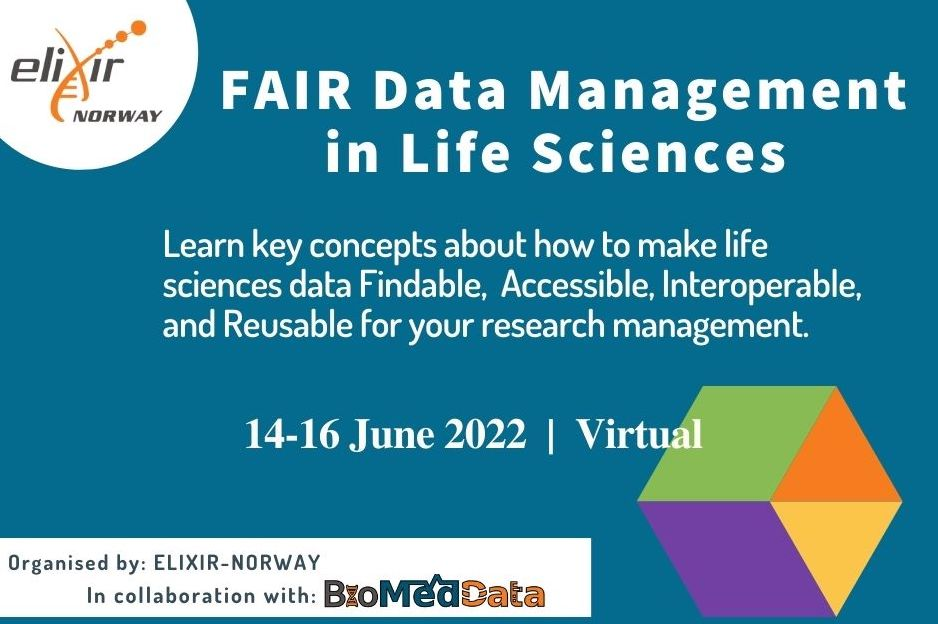 elixir
NORWAY
FAIR Data Management
in Life Sciences
Learn key concepts about how to make life
sciences data Findable, Accessible, Interoperable,
and Reusable for your research management.
14-16 June 2022 | Virtual
Organised by: ELIXIR-NORWAY
In collaboration with: BioMedData